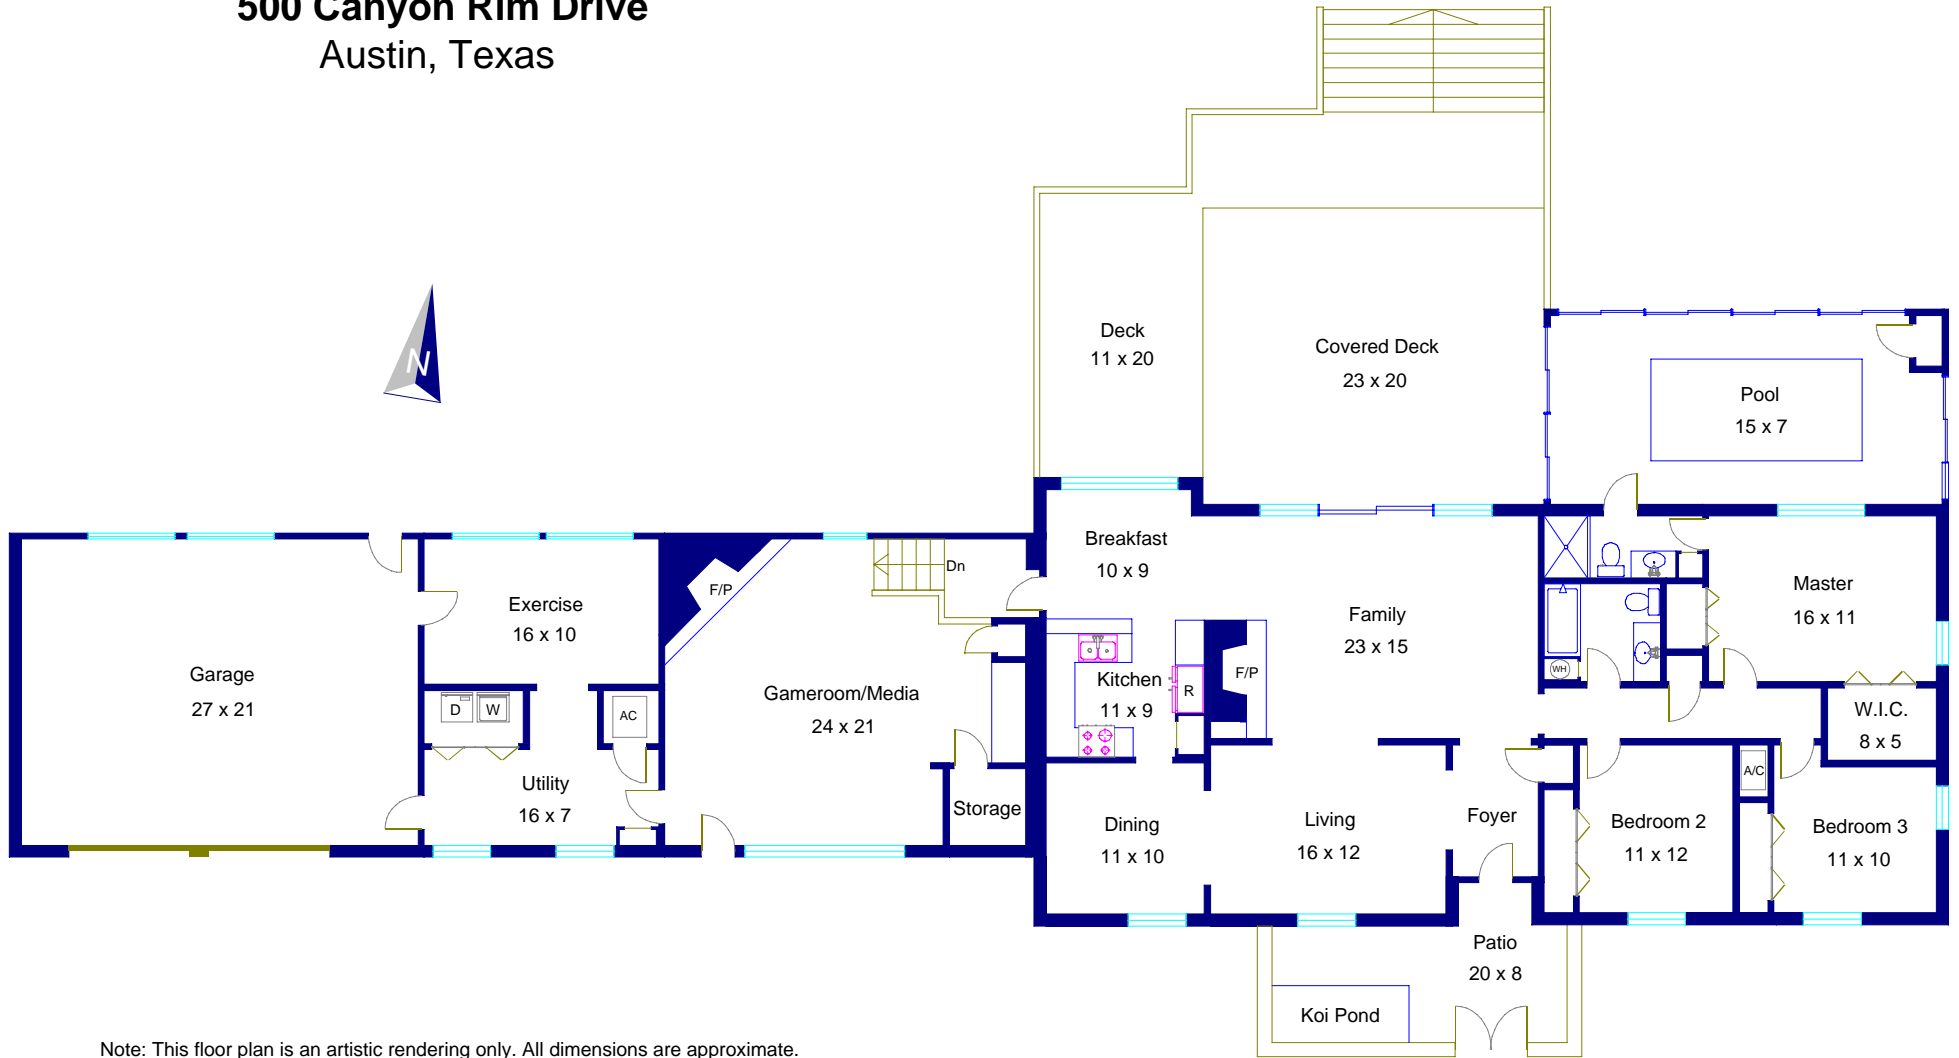 500 Canyon Rim Drive
Austin, Texas
N
Deck
11 x 20
Covered Deck
23 x 20
Pool
15 x 7
Breakfast
10 x 9
Dn
F/P
Exercise
16 x 10
Family
23 x 15
Master
16 x 11
Garage
27 x 21
Gameroom/Media
24 x 21
Kitchen
11 x 9
R
F/P
WH
D
W
AC
W.I.C.
8 x 5
Utility
16 x 7
Storage
Dining
11 x 10
Living
16 x 12
Foyer
A/C
Bedroom 2
11 x 12
Bedroom 3
11 x 10
Patio
20 x 8
Koi Pond
Note: This floor plan is an artistic rendering only. All dimensions are approximate.